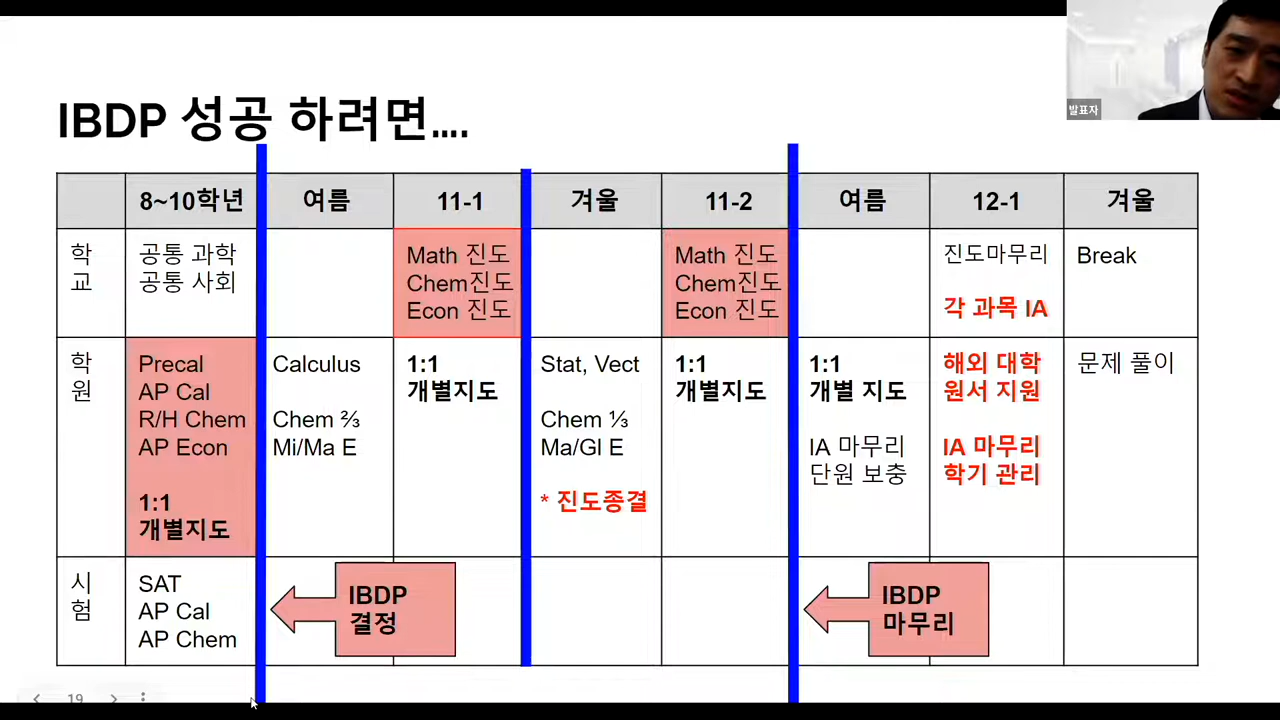 발표자
IBDP 성공 하려면....
8~10학년 여름 11-1 겨울 11-2 여름 12-1 겨울
학
교
공통 과학
공통 사회
Math 진도
Chem진도
Econ 진도
Math 진도
Chem진도
Econ 진도
진도마무리
각 과목 IA
Break
학
원
Precal
AP Cal
R/H Chem
AP Econ
1:1
개별지도
Calculus
Chem ⅔
Mi/Ma E
1:1
개별지도
Stat, Vect
Chem ⅓
Ma/Gl E
* 진도종결
1:1
개별지도
1:1
개별 지도
IA 마무리
단원 보충
해외 대학
원서 지원
IA 마무리
학기 관리
문제 풀이
시
험
SAT
AP Cal
AP Chem
IBDP
결정
IBDP
마무리
19